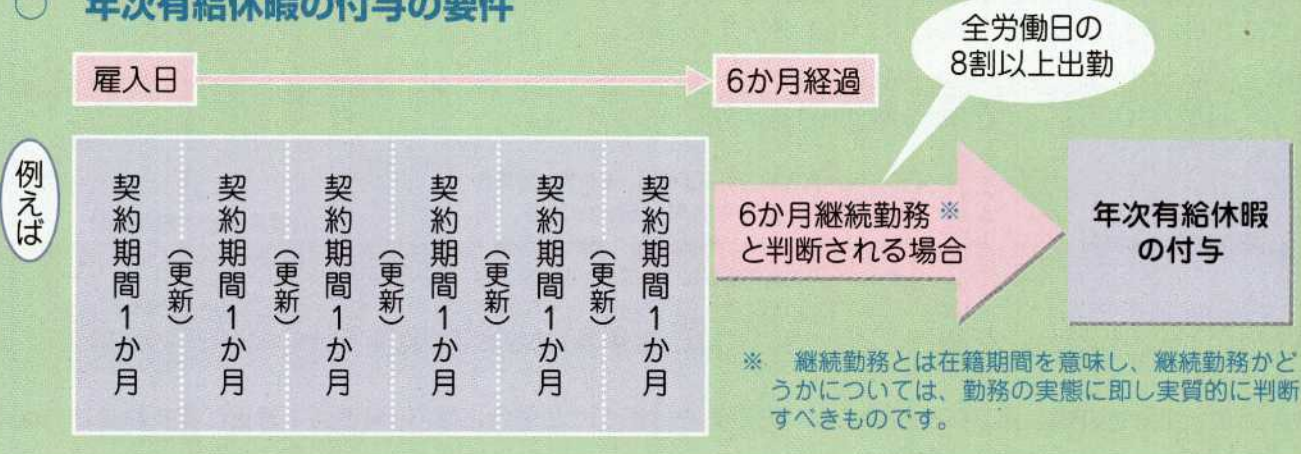 ○ 年次有給休暇の付与の要件
全労働日の
8割以上出勤
雇入日
6か月経過
例えば
契約期間1か月
(更新)
契約期間1か月
(更新)
契約期間1か月
(更新)
契約期間1か月
(更新)
契約期間1か月
(更新)
契約期間1か月
6か月継続勤務※
と判断される場合
年次有給休暇
の付与
※ 継続勤務とは在籍期間を意味し、継続勤務かど
うかについては、勤務の実態に即し実質的に判断
すべきものです。